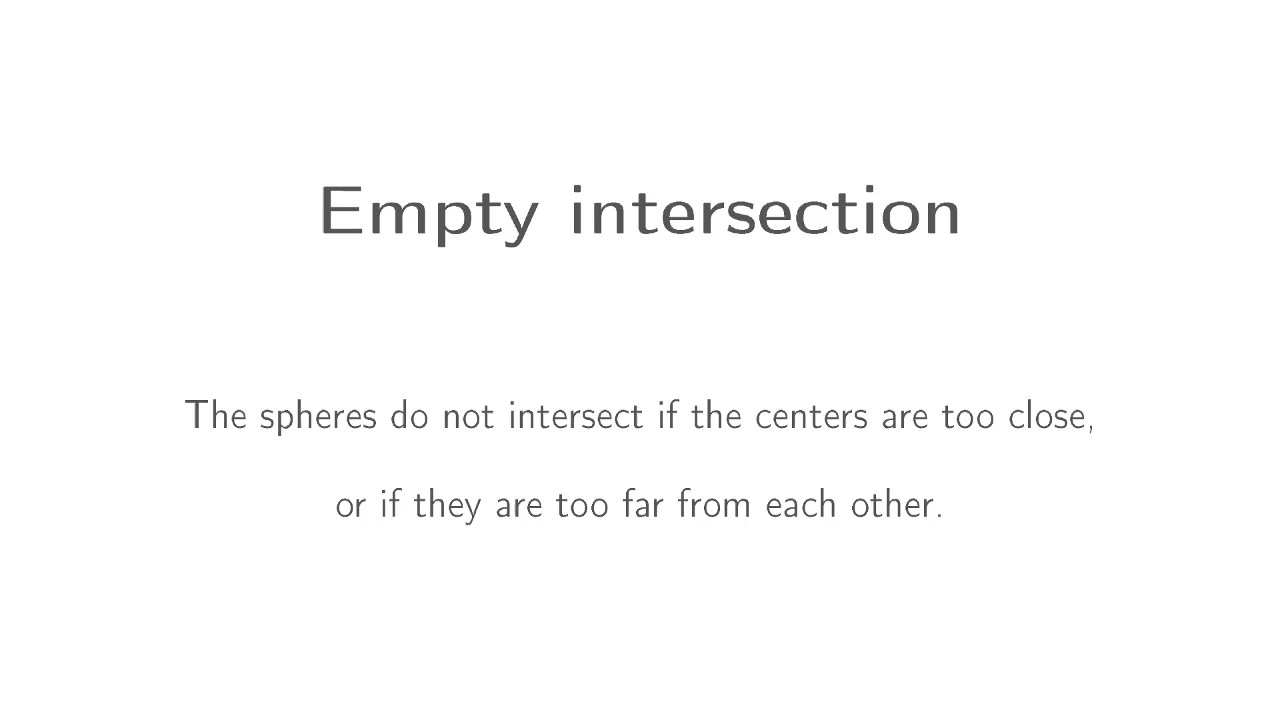 Empty intersection
The spheres do not intersect if the centers are too close,
or if they are too far from each other.